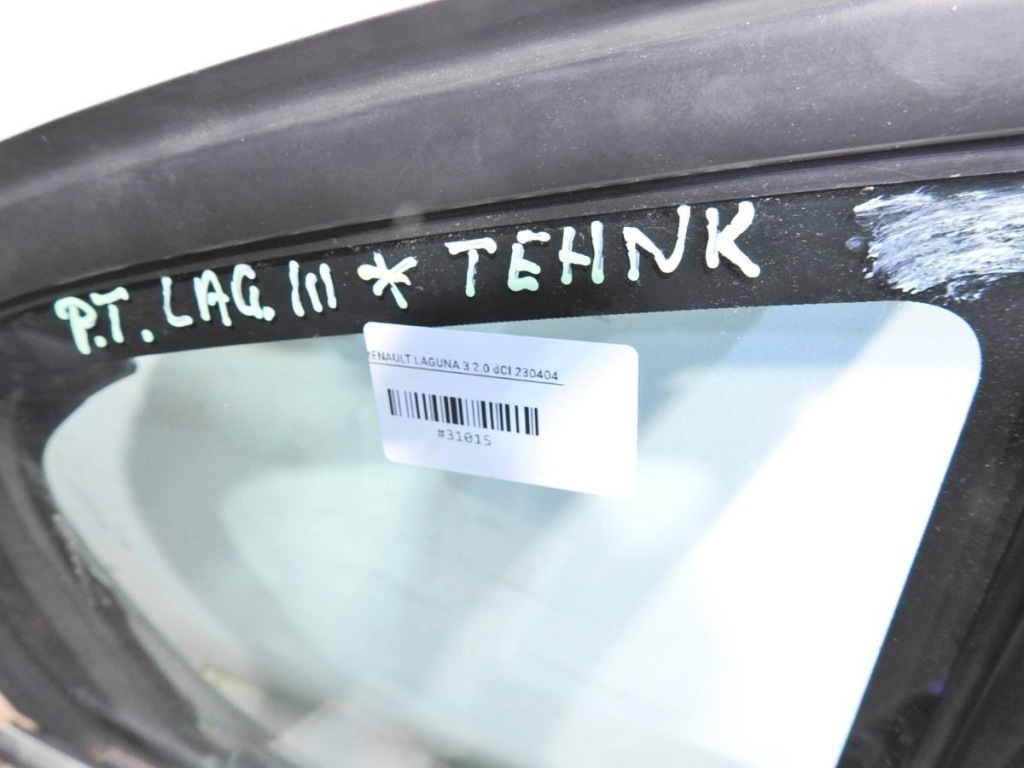 P.T. LAG. III * TEHNK
RENAULT LAGUNA 3 2.0 dCI 230404
#31015